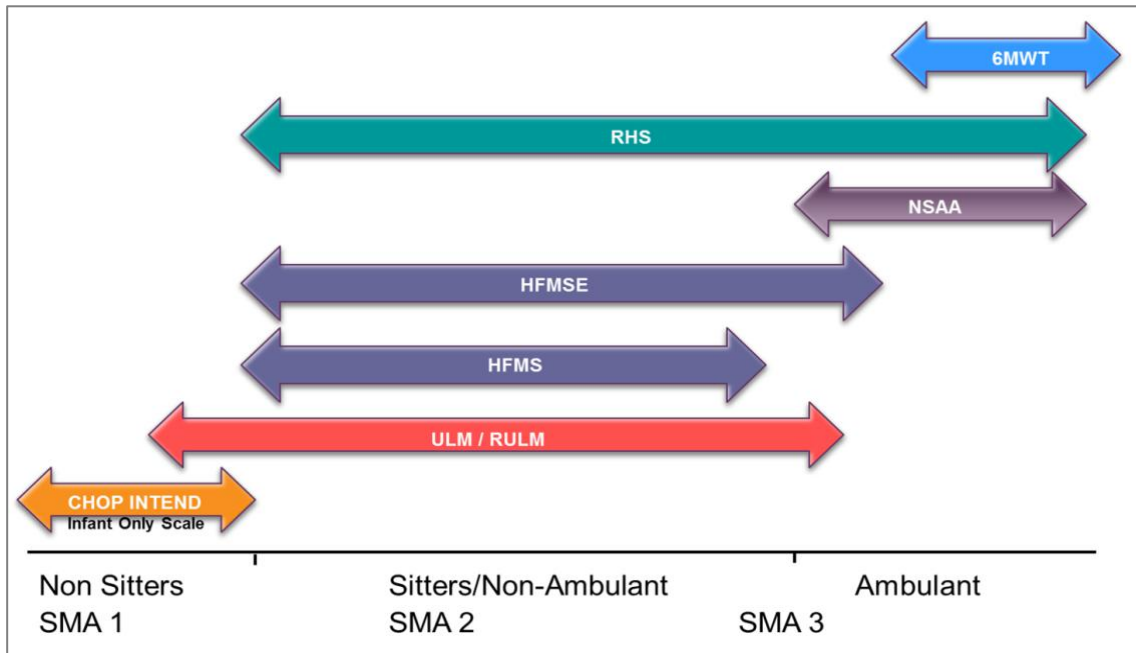 6MWT
RHS
NSAA
HFMSE
HFMS
ULM / RULM
CHOP INTEND
Infant Only Scale
Non Sitters Sitters/Non-Ambulant Ambulant
SMA 1 SMA 2 SMA 3